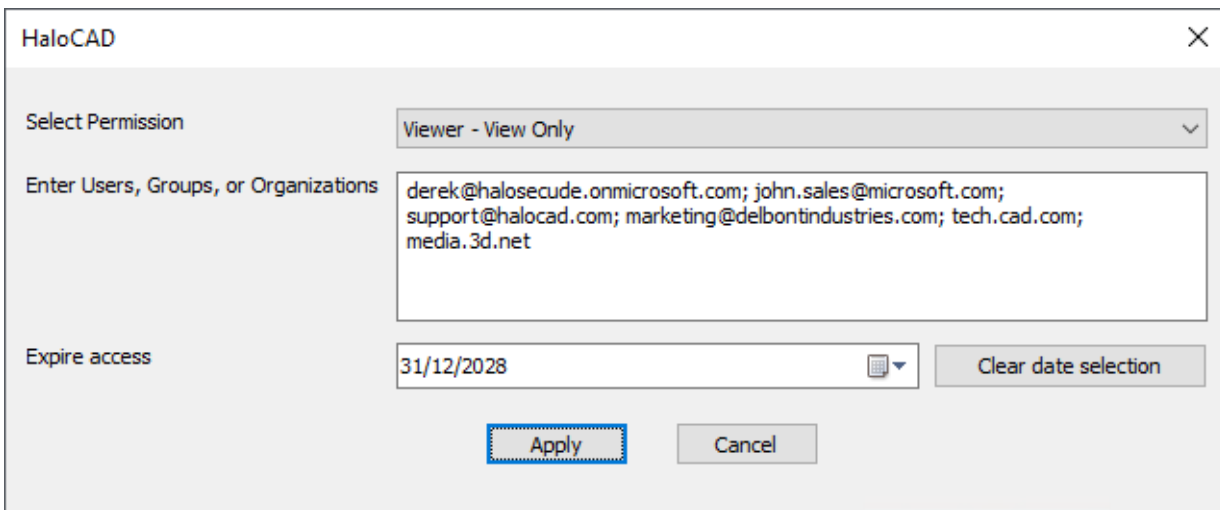 HaloCAD
Select Permission
Viewer - View Only
Enter Users, Groups, or Organizations
derek@halosecude.onmicrosoft.com; john.sales@microsoft.com;
support@halocad.com; marketing@delbontindustries.com; tech.cad.com;
media.3d.net
Expire access
31/12/2028
Clear date selection
Apply
Cancel